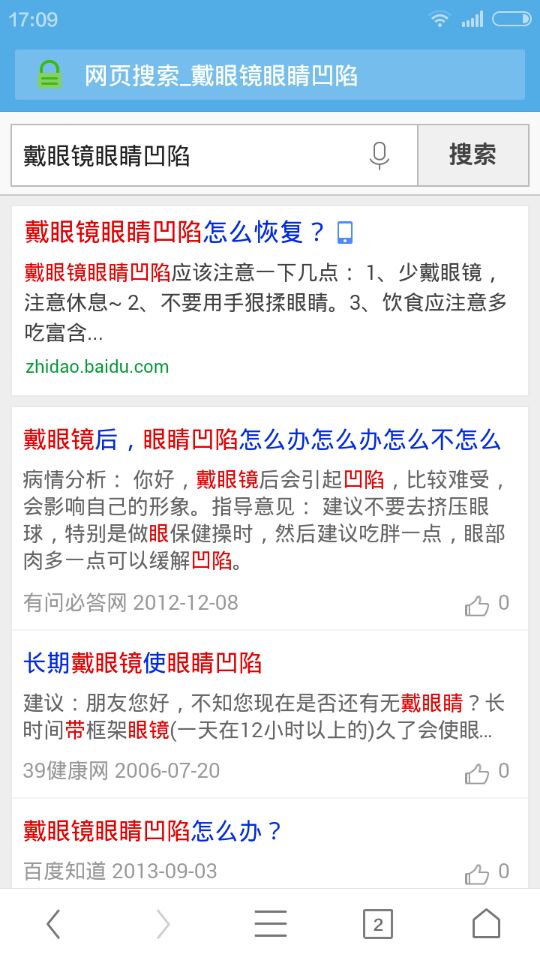 17:09
网页搜索_戴眼镜眼睛凹陷
戴眼镜眼睛凹陷
搜索
戴眼镜眼睛凹陷怎么恢复？
戴眼镜眼睛凹陷应该注意一下几点：1、少戴眼镜，
注意休息~ 2、不要用手狠揉眼睛。3、饮食应注意多
吃富含...
zhidao.baidu.com
戴眼镜后，眼睛凹陷怎么办怎么办怎么不怎么
病情分析：你好，戴眼镜后会引起凹陷，比较难受，
会影响自己的形象。指导意见：建议不要去挤压眼
球，特别是做眼保健操时，然后建议吃胖一点，眼部
肉多一点可以缓解凹陷。
有问必答网 2012-12-08
0
长期戴眼镜使眼睛凹陷
建议：朋友您好，不知您现在是否还有无戴眼睛？长
时间带框架眼镜(一天在12小时以上的)久了会使眼...
39健康网 2006-07-20
0
戴眼镜眼睛凹陷怎么办？
百度知道 2013-09-03
0
2